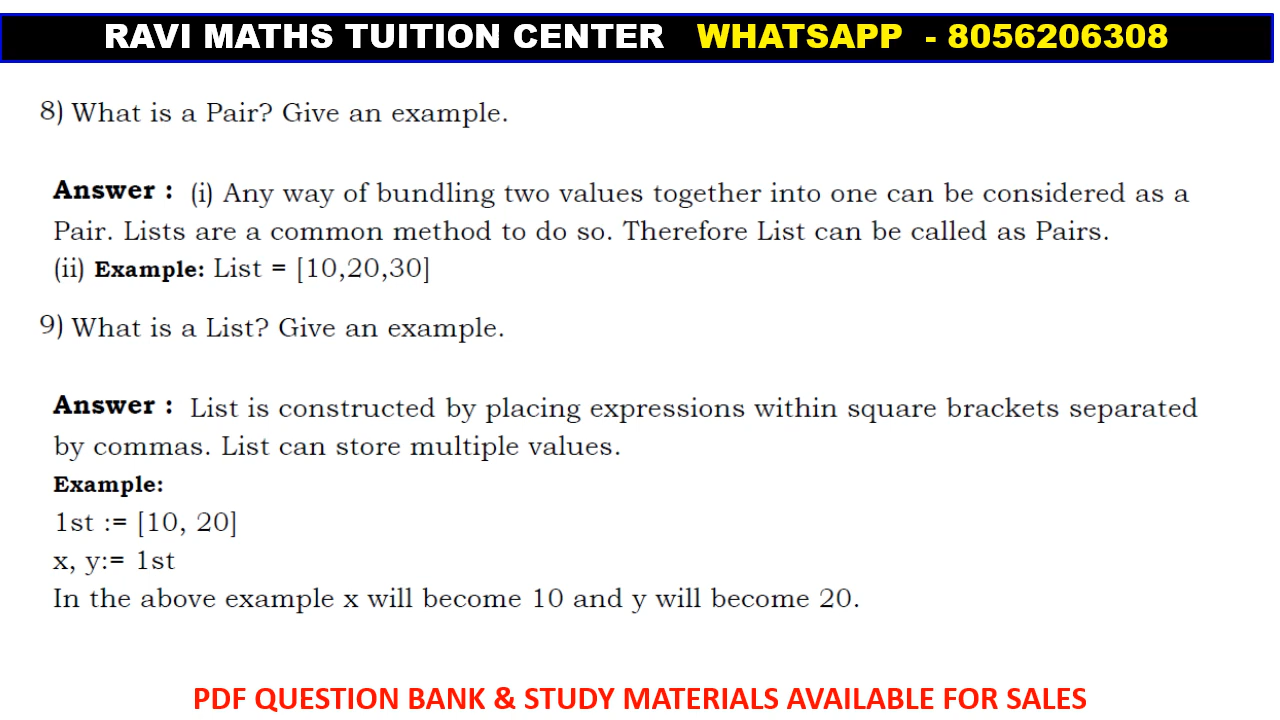 RAVI MATHS TUITION CENTER WHATSAPP - 8056206308
8) What is a Pair? Give an example.
Answer : (i) Any way of bundling two values together into one can be considered as a
Pair. Lists are a common method to do so. Therefore List can be called as Pairs.
(ii) Example: List = [10,20,30]
9) What is a List? Give an example.
Answer : List is constructed by placing expressions within square brackets separated
by commas. List can store multiple values.
Example:
1st := [10, 20]
x, y:= 1st
In the above example x will become 10 and y will become 20.
PDF QUESTION BANK & STUDY MATERIALS AVAILABLE FOR SALES